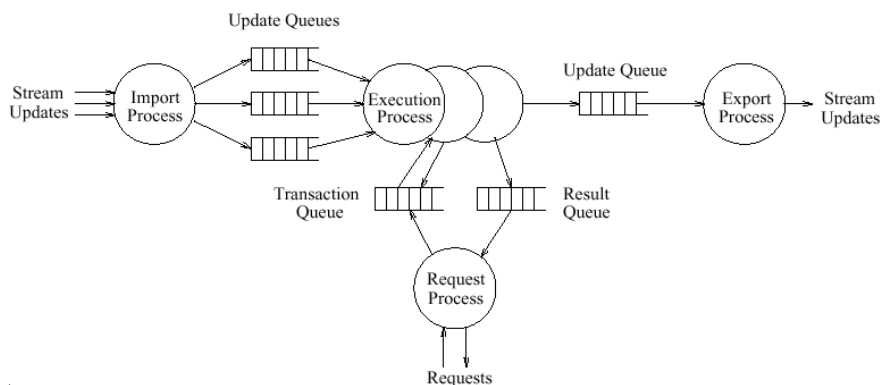 Update Queues
Stream
Updates
Import
Process
Execution
Process
Update Queue
Export
Process
Stream
Updates
Transaction
Queue
Result
Queue
Request
Process
Requests